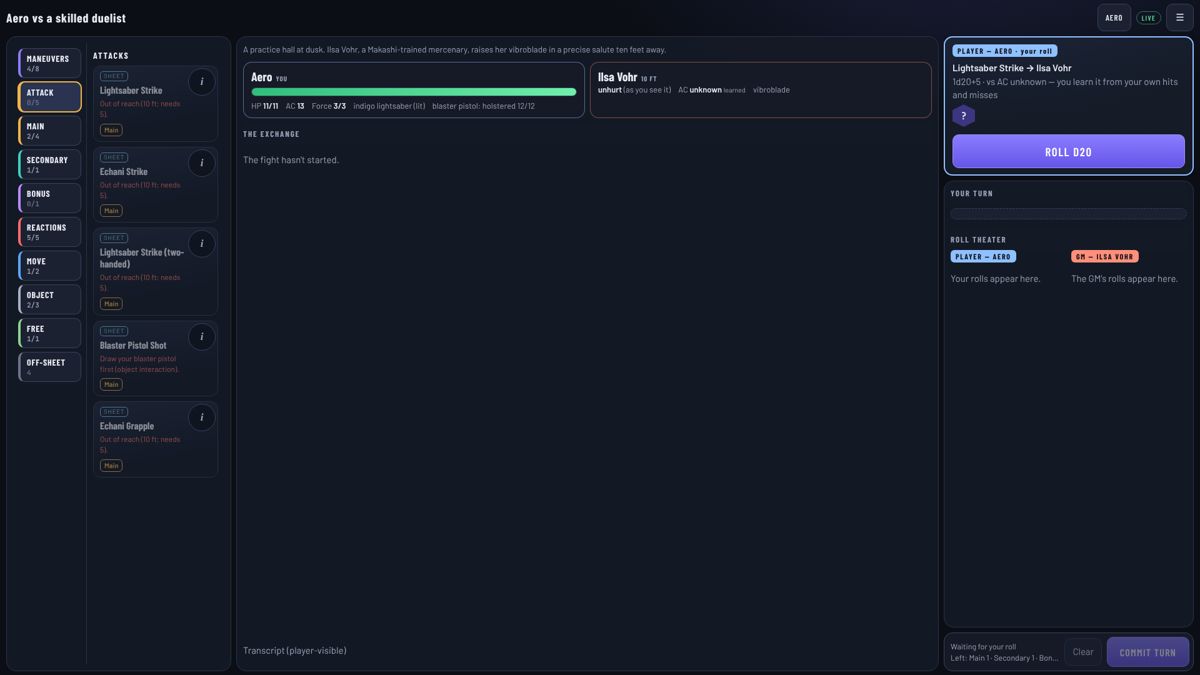 Aero vs a skilled duelist
AERO
LIVE
☰
MANEUVERS
4/8
ATTACK
0/5
MAIN
2/4
SECONDARY
1/1
BONUS
0/1
REACTIONS
5/5
MOVE
1/2
OBJECT
2/3
FREE
1/1
OFF-SHEET
4
ATTACKS
SHEET
i
Lightsaber Strike
Out of reach (10 ft; needs
5).
Main
SHEET
i
Echani Strike
Out of reach (10 ft; needs
5).
Main
SHEET
i
Lightsaber Strike (two-
handed)
Out of reach (10 ft; needs
5).
Main
SHEET
i
Blaster Pistol Shot
Draw your blaster pistol
first (object interaction).
Main
SHEET
i
Echani Grapple
Out of reach (10 ft; needs
5).
Main
A practice hall at dusk. Ilsa Vohr, a Makashi-trained mercenary, raises her vibroblade in a precise salute ten feet away.
Aero YOU
HP 11/11 AC 13 Force 3/3 indigo lightsaber (lit) blaster pistol: holstered 12/12
Ilsa Vohr 10 FT
unhurt (as you see it) AC unknown learned vibroblade
THE EXCHANGE
The fight hasn't started.
Transcript (player-visible)
PLAYER — AERO · your roll
Lightsaber Strike → Ilsa Vohr
1d20+5 · vs AC unknown — you learn it from your own hits
and misses
?
ROLL D20
YOUR TURN
ROLL THEATER
PLAYER — AERO
GM — ILSA VOHR
Your rolls appear here.
The GM's rolls appear here.
Waiting for your roll
Left: Main 1 · Secondary 1 · Bon...
Clear
COMMIT TURN